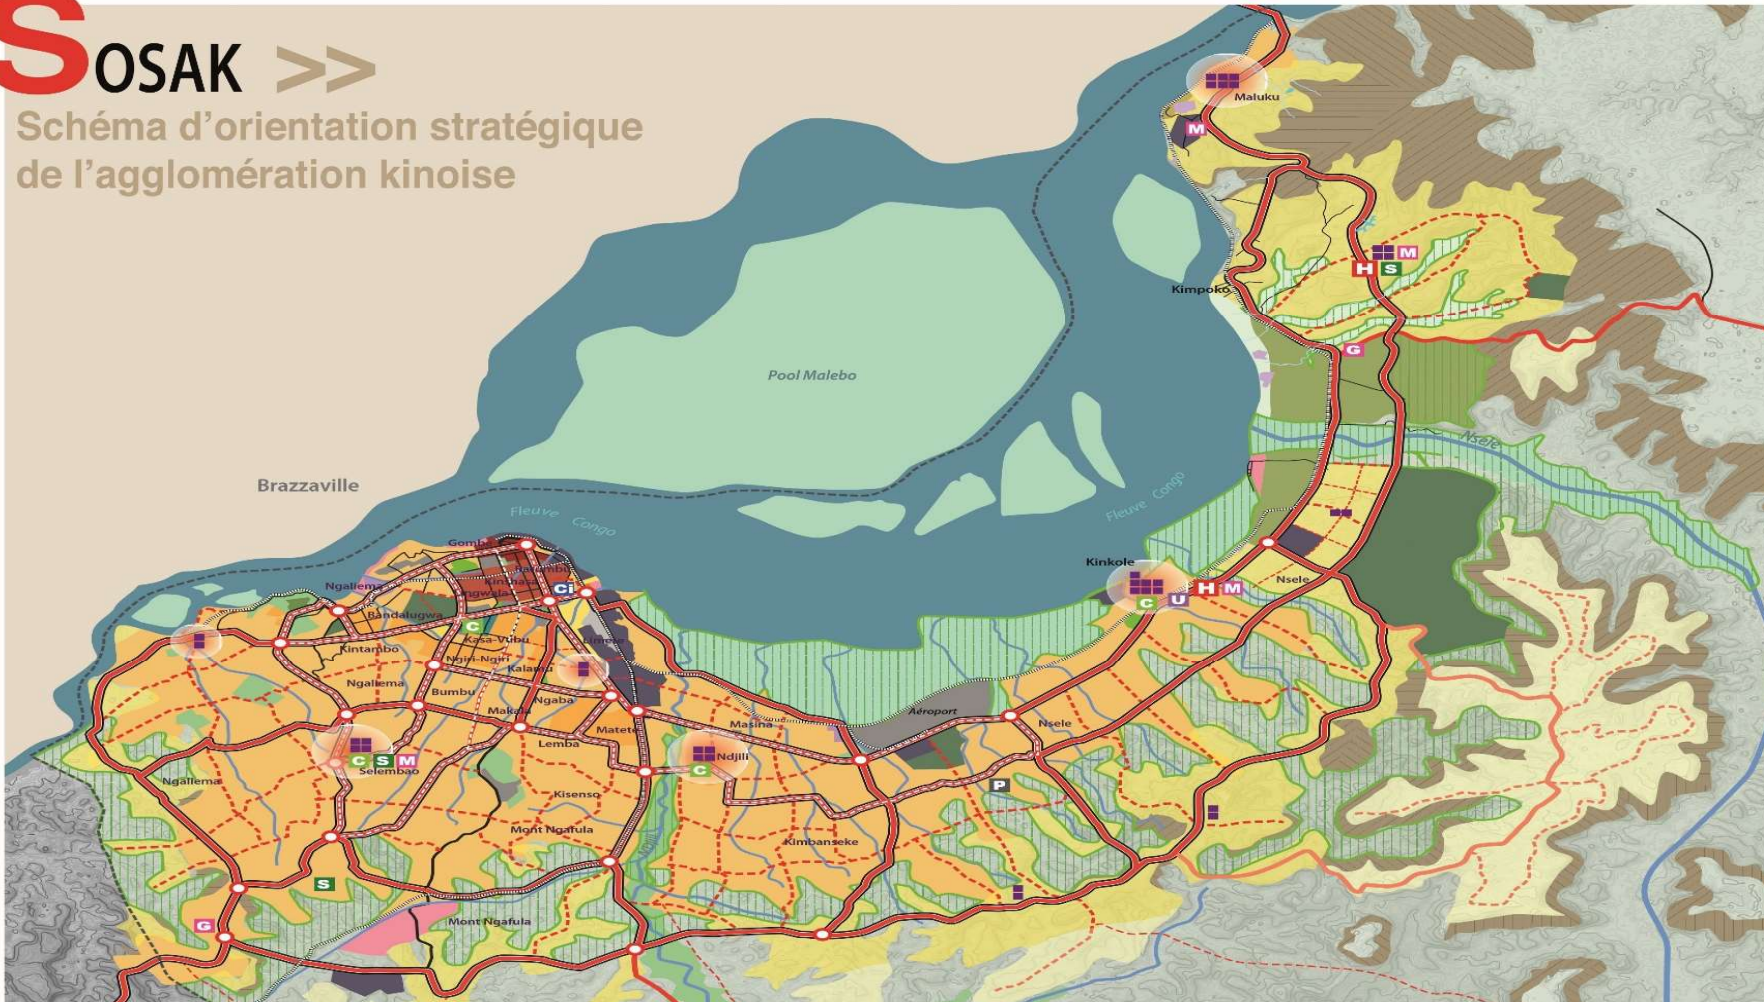 SOSAK >>
Schéma d'orientation stratégique
de l'agglomération kinoise
Maluku
M
M
H S
Kimpoko
G
Pool Malebo
Nsele
Brazzaville
Fleuve Congo
Fleuve Congo
Gombe
Kinshasa
Ngaliema
Ci
Bandalugwa
C
Kasa-Vubu
Limete
Kintambo
Ngiri-Ngiri
Kalamu
Ngaliema
Bumbu
Ngaba
Makala
Matete
Lemba
Masina
Aéroport
Nsele
Kinkole
C U H M
Nsele
C S M
Selembao
Ndjili
C
Ngaliema
Kisenso
P
Mont Ngafula
Kimbanseke
S
G
Mont Ngafula